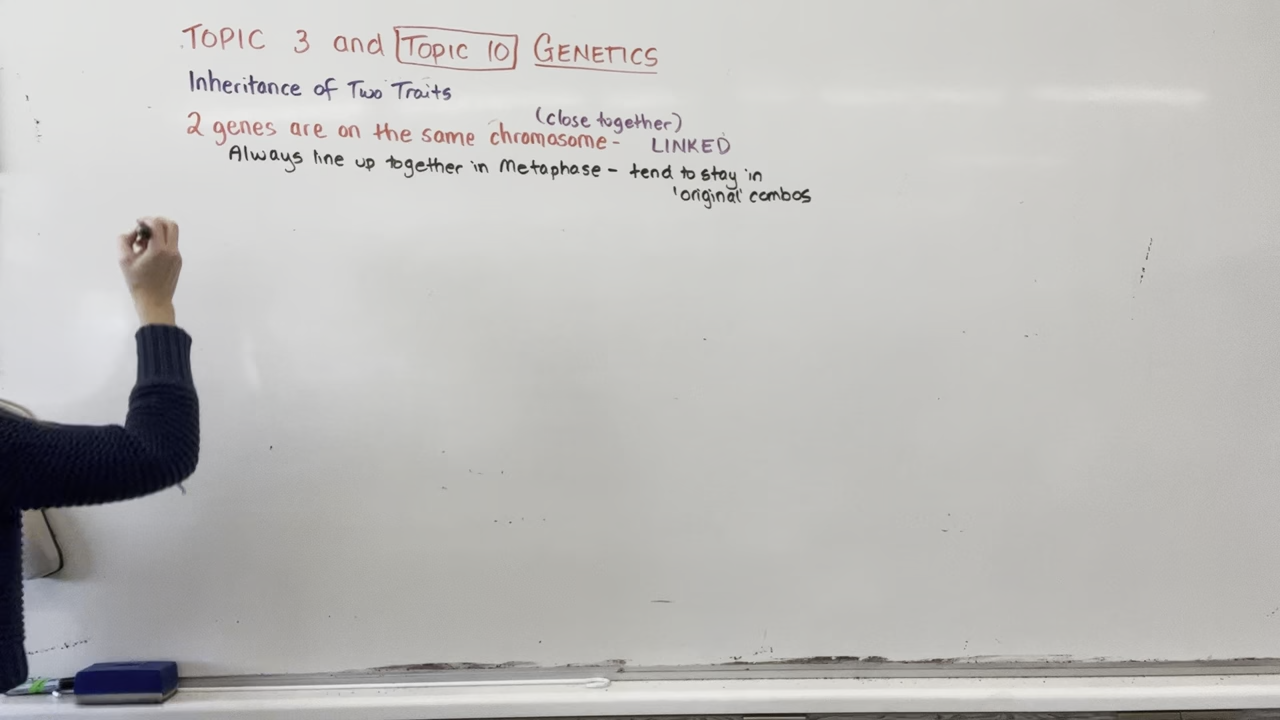 TOPIC 3 and TOPIC 10 GENETICS
Inheritance of Two Traits
(close together)
2 genes are on the same chromosome - LINKED
Always line up together in Metaphase - tend to stay in
'original' combos